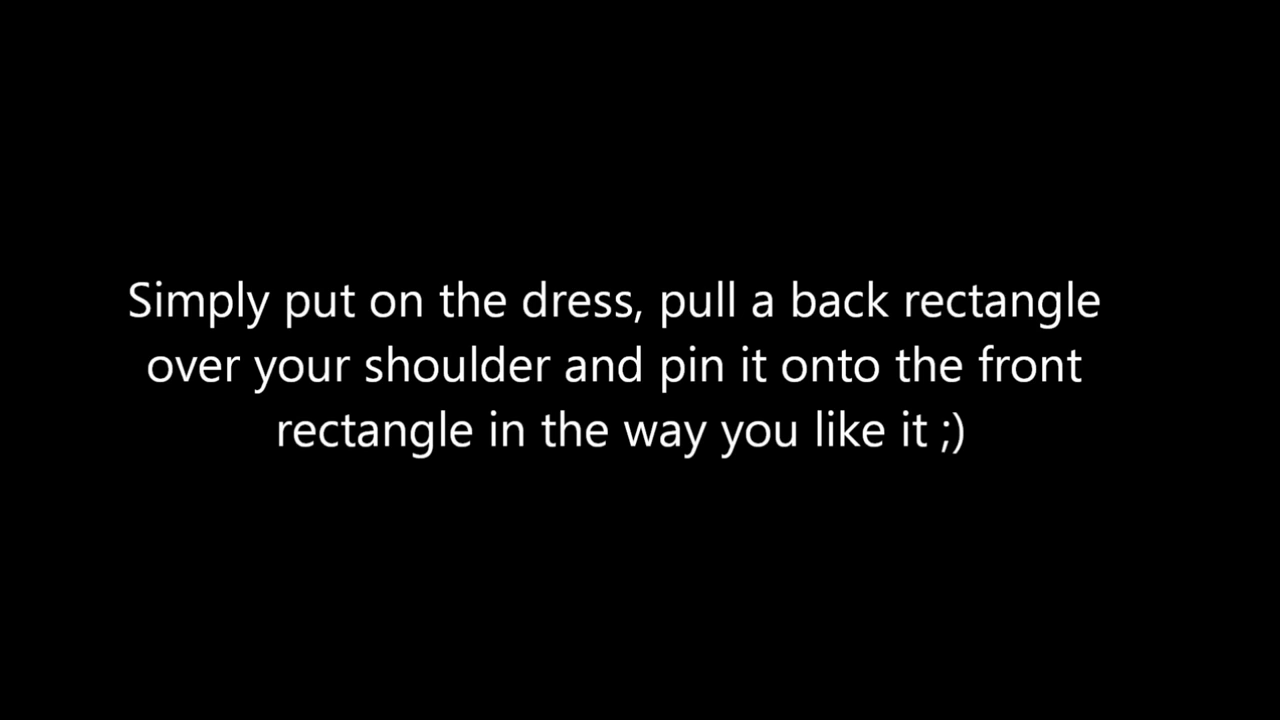 Simply put on the dress, pull a back rectangle
over your shoulder and pin it onto the front
rectangle in the way you like it ;)